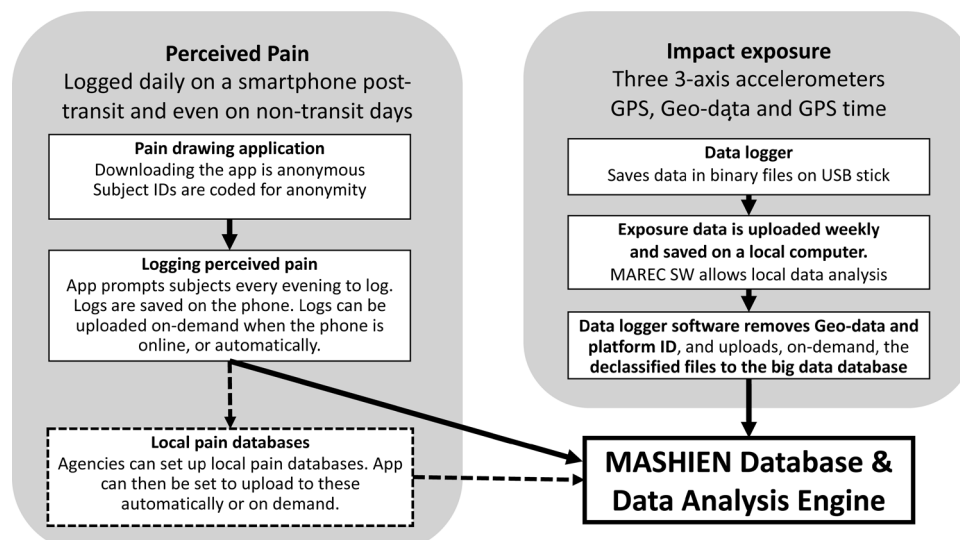 Perceived Pain
Logged daily on a smartphone post-
transit and even on non-transit days
Pain drawing application
Downloading the app is anonymous
Subject IDs are coded for anonymity
Logging perceived pain
App prompts subjects every evening to log.
Logs are saved on the phone. Logs can be
uploaded on-demand when the phone is
online, or automatically.
Local pain databases
Agencies can set up local pain databases. App
can then be set to upload to these
automatically or on demand.
Impact exposure
Three 3-axis accelerometers
GPS, Geo-data and GPS time
Data logger
Saves data in binary files on USB stick
Exposure data is uploaded weekly
and saved on a local computer.
MAREC SW allows local data analysis
Data logger software removes Geo-data and
platform ID, and uploads, on-demand, the
declassified files to the big data database
MASHIEN Database &
Data Analysis Engine